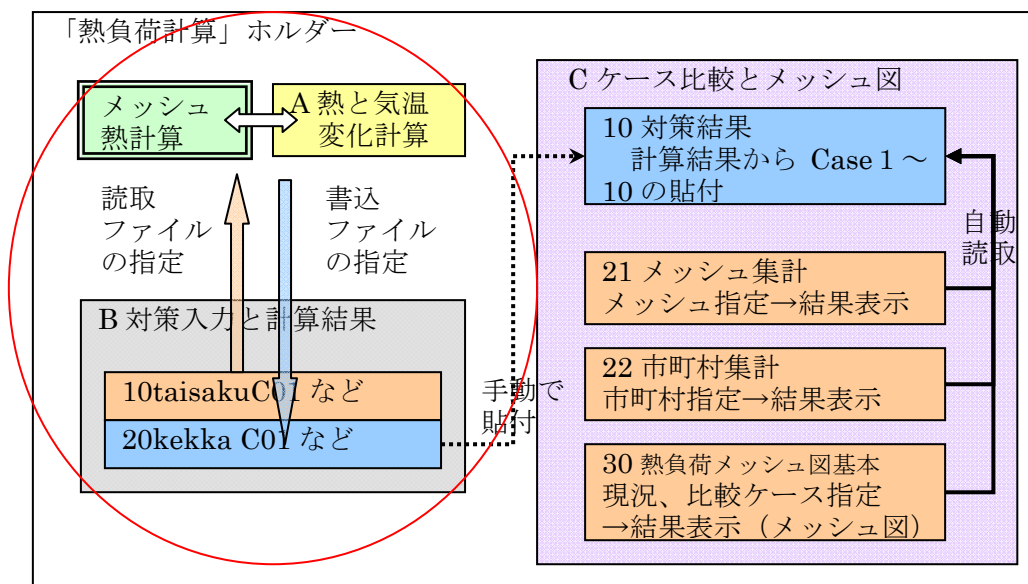 「熱負荷計算」ホルダー
メッシュ
熱計算
A 熱と気温
変化計算
読取
ファイル
の指定
書込
ファイル
の指定
B 対策入力と計算結果
10taisakuC01 など
20kekka C01 など
手動で
貼付
C ケース比較とメッシュ図
10 対策結果
計算結果から Case 1～
10 の貼付
自動
読取
21 メッシュ集計
メッシュ指定→結果表示
22 市町村集計
市町村指定→結果表示
30 熱負荷メッシュ図基本
現況、比較ケース指定
→結果表示（メッシュ図）